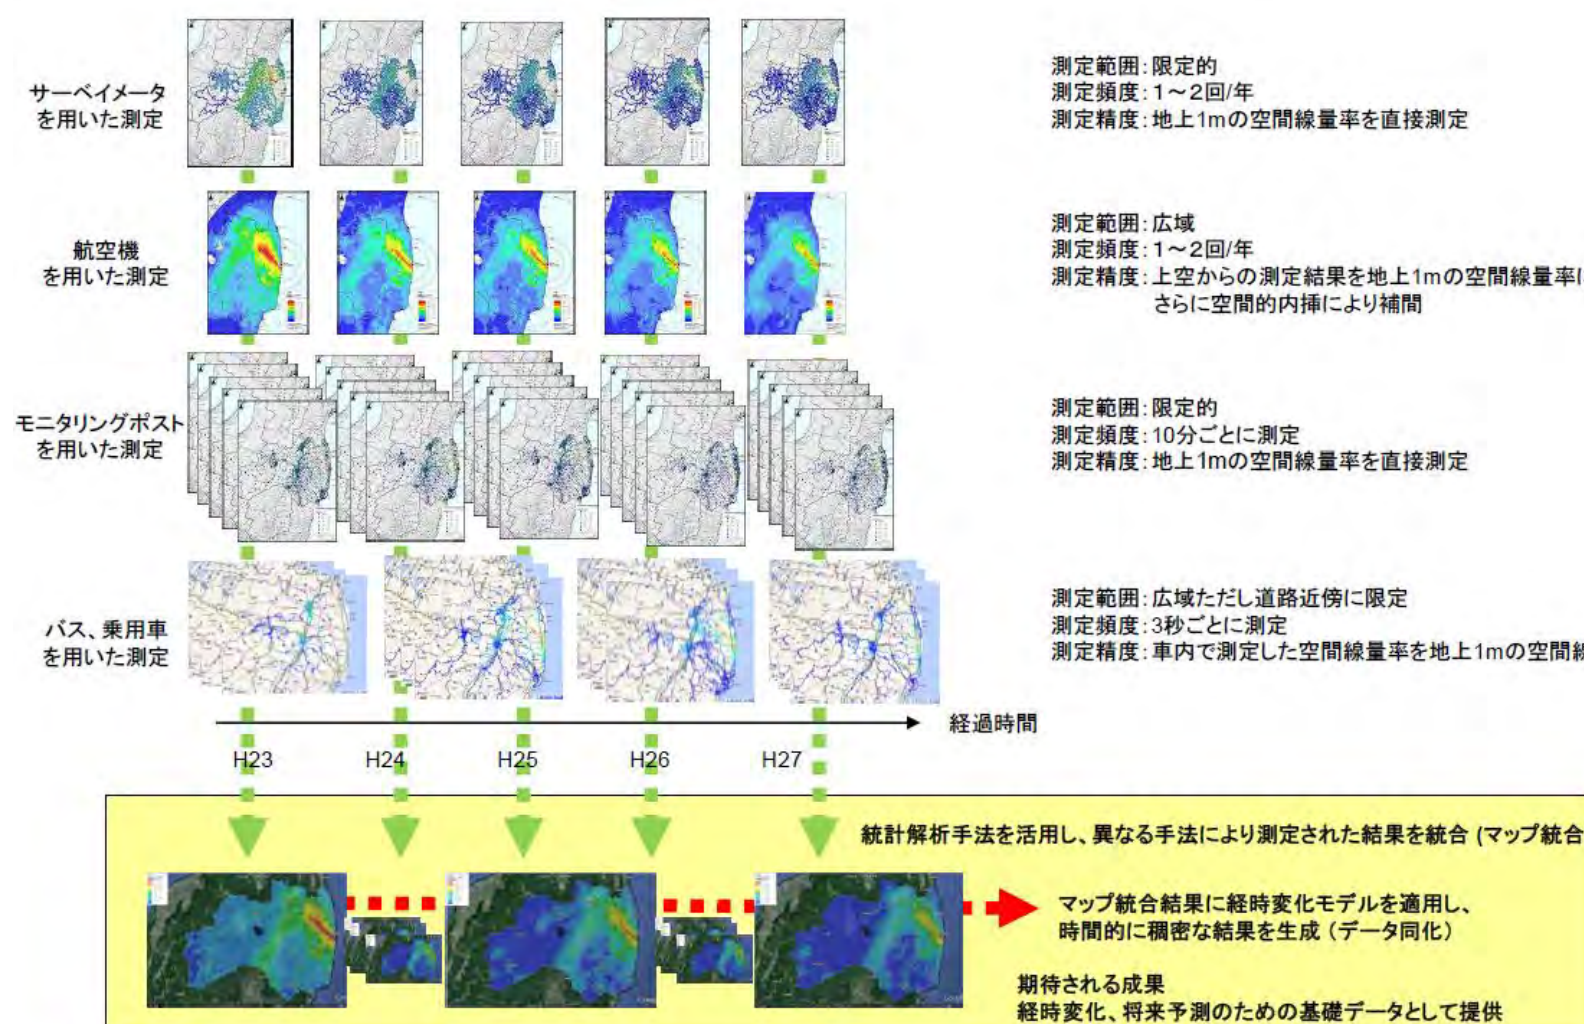 サーベイメータ
を用いた測定
測定範囲:限定的
測定頻度:1～2回/年
測定精度:地上1mの空間線量率を直接測定
航空機
を用いた測定
測定範囲:広域
測定頻度:1～2回/年
測定精度:上空からの測定結果を地上1mの空間線量率に
さらに空間的内挿により補間
モニタリングポスト
を用いた測定
測定範囲:限定的
測定頻度:10分ごとに測定
測定精度:地上1mの空間線量率を直接測定
バス、乗用車
を用いた測定
測定範囲:広域ただし道路近傍に限定
測定頻度:3秒ごとに測定
測定精度:車内で測定した空間線量率を地上1mの空間線
経過時間
H23 H24 H25 H26 H27
統計解析手法を活用し、異なる手法により測定された結果を統合 (マップ統合
マップ統合結果に経時変化モデルを適用し、
時間的に稠密な結果を生成 (データ同化)
期待される成果
経時変化、将来予測のための基礎データとして提供